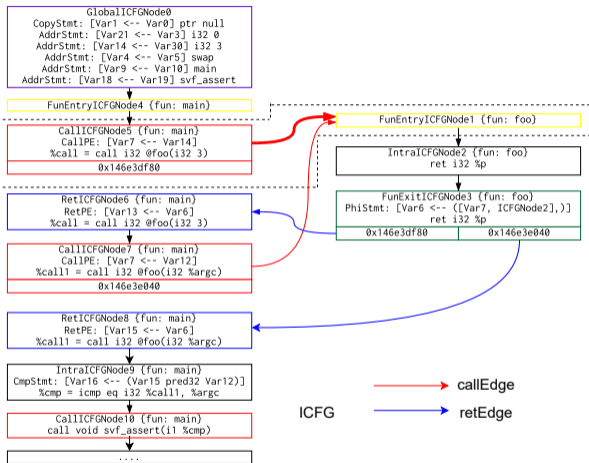 GlobalICFGNode0
CopyStmt: [Var1 <-- Var0] ptr null
AddrStmt: [Var21 <-- Var3] i32 0
AddrStmt: [Var14 <-- Var30] i32 3
AddrStmt: [Var4 <-- Var5] swap
AddrStmt: [Var9 <-- Var10] main
AddrStmt: [Var18 <-- Var19] svf_assert
FunEntryICFGNode4 {fun: main}
CallICFGNode5 {fun: main}
CallPE: [Var7 <-- Var14]
%call = call i32 @foo(i32 3)
0x146e3df80
FunEntryICFGNode1 {fun: foo}
IntraICFGNode2 {fun: foo}
ret i32 %p
FunExitICFGNode3 {fun: foo}
PhiStmt: [Var6 <-- ([Var7, ICFGNode2],)]
ret i32 %p
0x146e3df80
0x146e3e040
RetICFGNode6 {fun: main}
RetPE: [Var13 <-- Var6]
%call = call i32 @foo(i32 3)
CallICFGNode7 {fun: main}
CallPE: [Var7 <-- Var12]
%call1 = call i32 @foo(i32 %argc)
0x146e3e040
RetICFGNode8 {fun: main}
RetPE: [Var15 <-- Var6]
%call1 = call i32 @foo(i32 %argc)
IntraICFGNode9 {fun: main}
CmpStmt: [Var16 <-- (Var15 pred32 Var12)]
%cmp = icmp eq i32 %call1, %argc
CallICFGNode10 {fun: main}
call void svf_assert(i1 %cmp)
....
ICFG
callEdge
retEdge